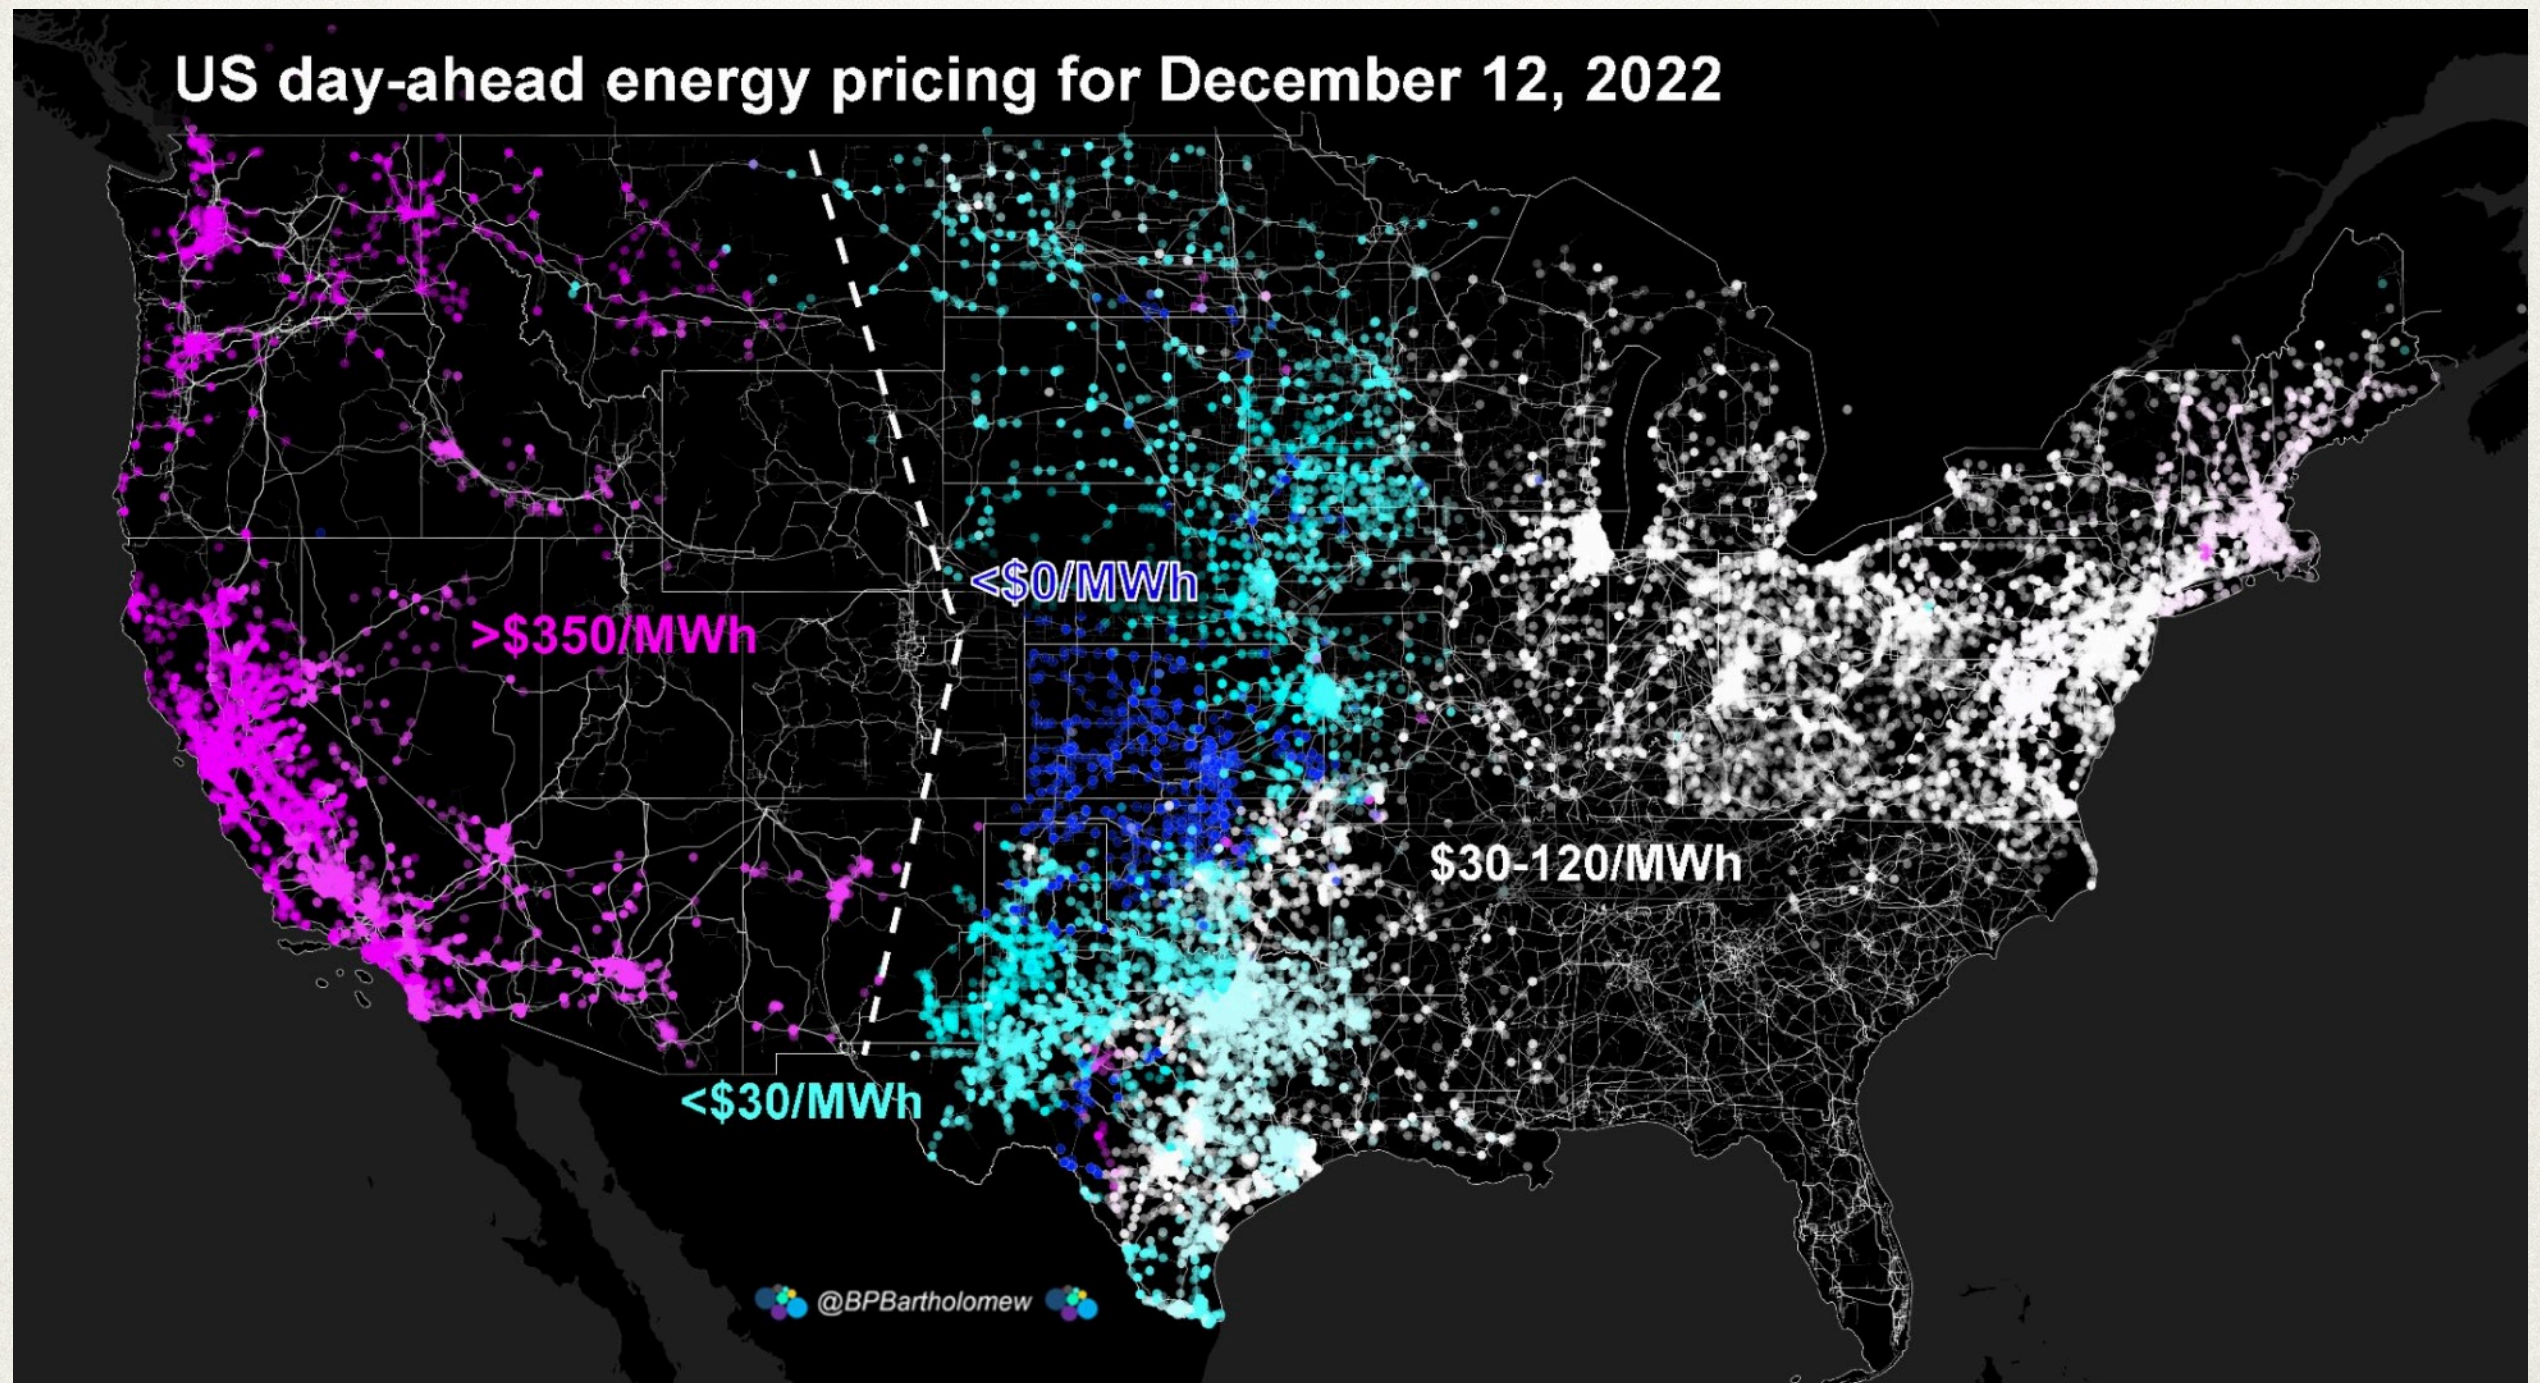 US day-ahead energy pricing for December 12, 2022
<$0/MWh
>$350/MWh
$30-120/MWh
<$30/MWh
@BPBartholomew